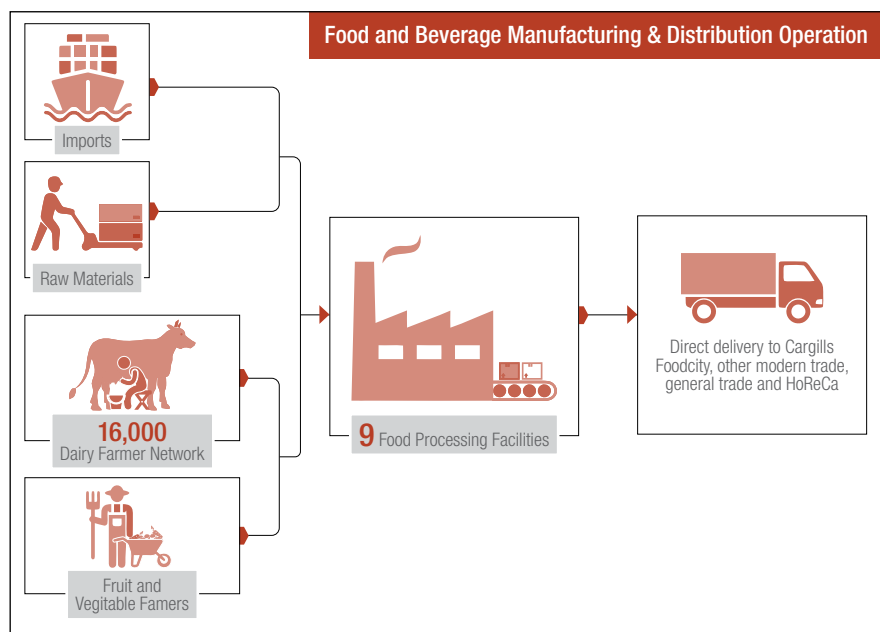 Food and Beverage Manufacturing & Distribution Operation
Imports
Raw Materials
16,000
Dairy Farmer Network
Fruit and
Vegitable Famers
9 Food Processing Facilities
Direct delivery to Cargills
Foodcity, other modern trade,
general trade and HoReCa